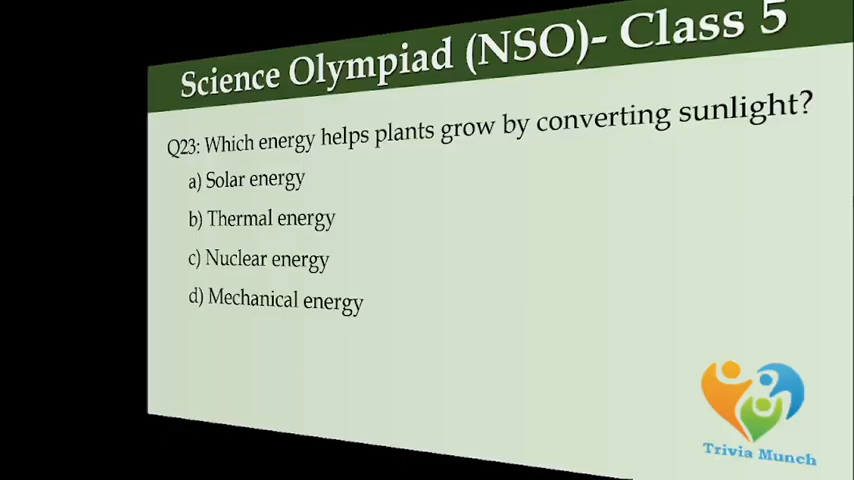 Science Olympiad (NSO)- Class 5
Q23: Which energy helps plants grow by converting sunlight?
a) Solar energy
b) Thermal energy
c) Nuclear energy
d) Mechanical energy
Trivia Munch